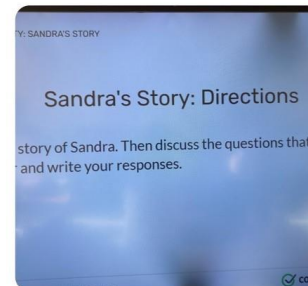 Y: SANDRA'S STORY
Sandra's Story: Directions
story of Sandra. Then discuss the questions that
and write your responses.